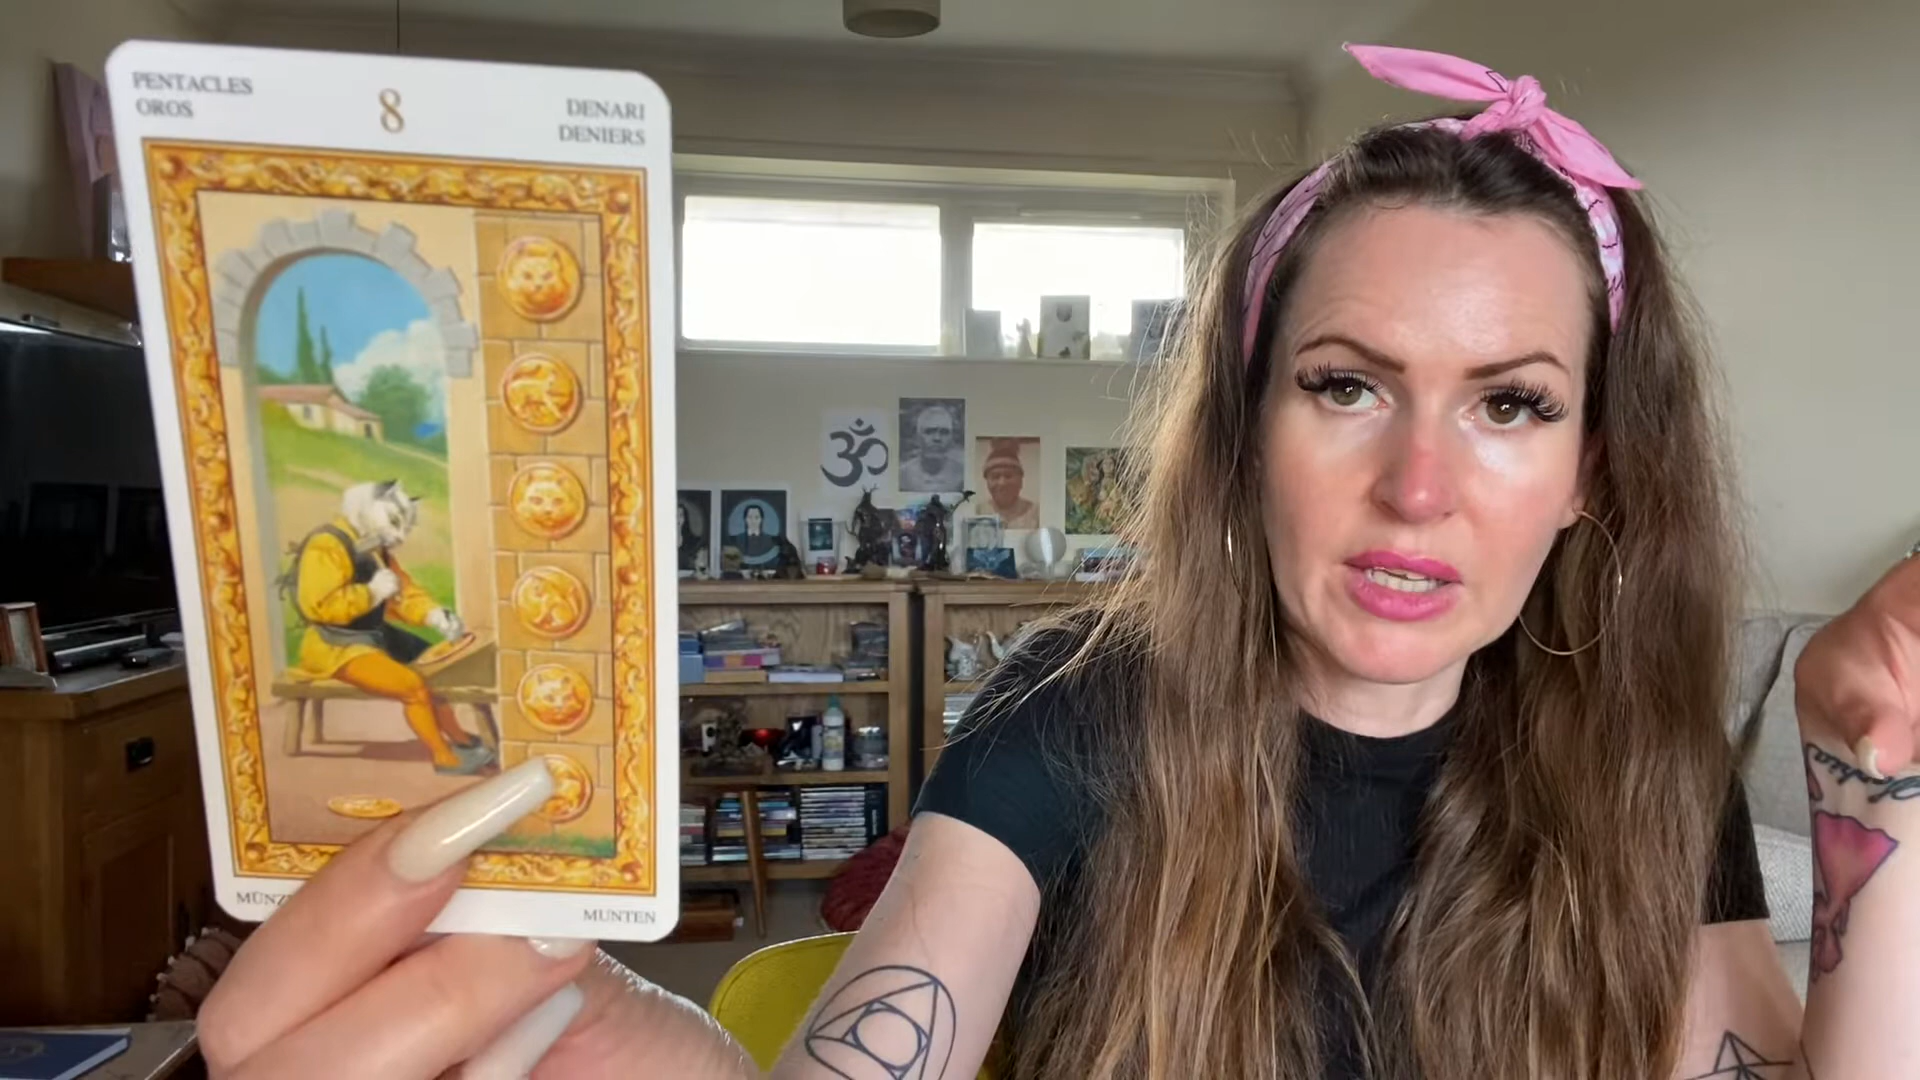 PENTACLES
OROS
8
DENARI
DENIERS
ॐ
MUNTEN